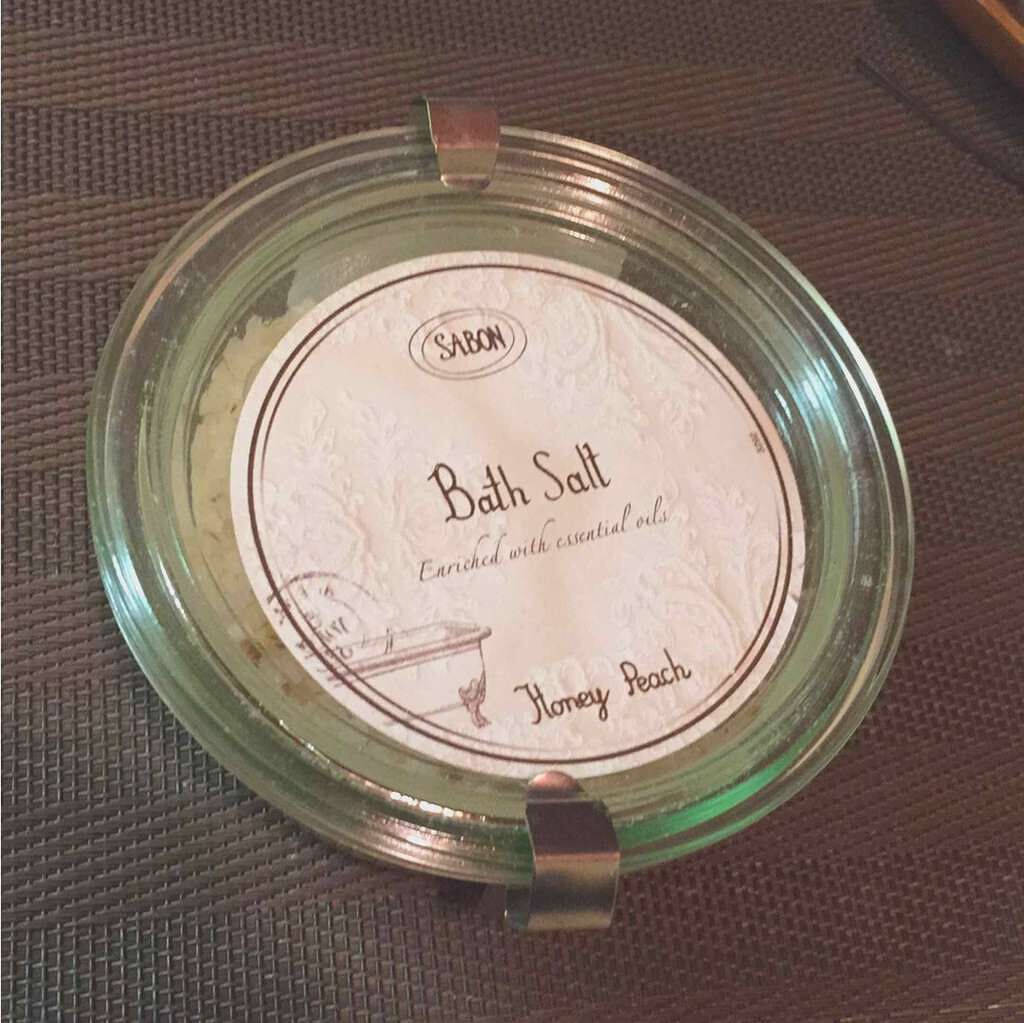 SABON
Bath Salt
Enriched with essential oils
Honey Peach